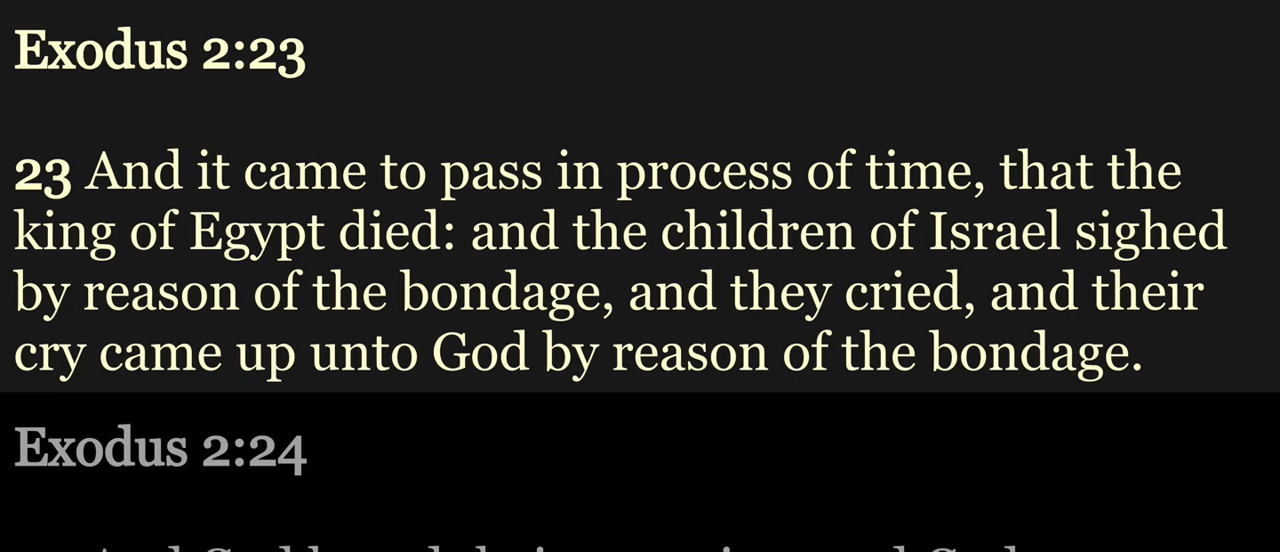 Exodus 2:23
23 And it came to pass in process of time, that the
king of Egypt died: and the children of Israel sighed
by reason of the bondage, and they cried, and their
cry came up unto God by reason of the bondage.
Exodus 2:24